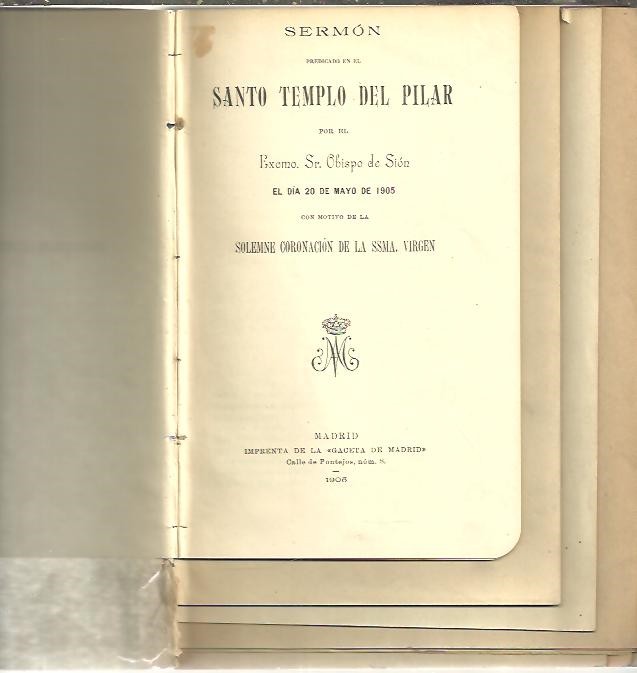 SERMÓN
PREDICADO EN EL
SANTO TEMPLO DEL PILAR
POR EL
Excmo. Sr. Obispo de Sión
EL DÍA 20 DE MAYO DE 1905
CON MOTIVO DE LA
SOLEMNE CORONACIÓN DE LA SSMA. VIRGEN
MADRID
IMPRENTA DE LA «GACETA DE MADRID»
Calle de Pontejos, núm. 8.
1905